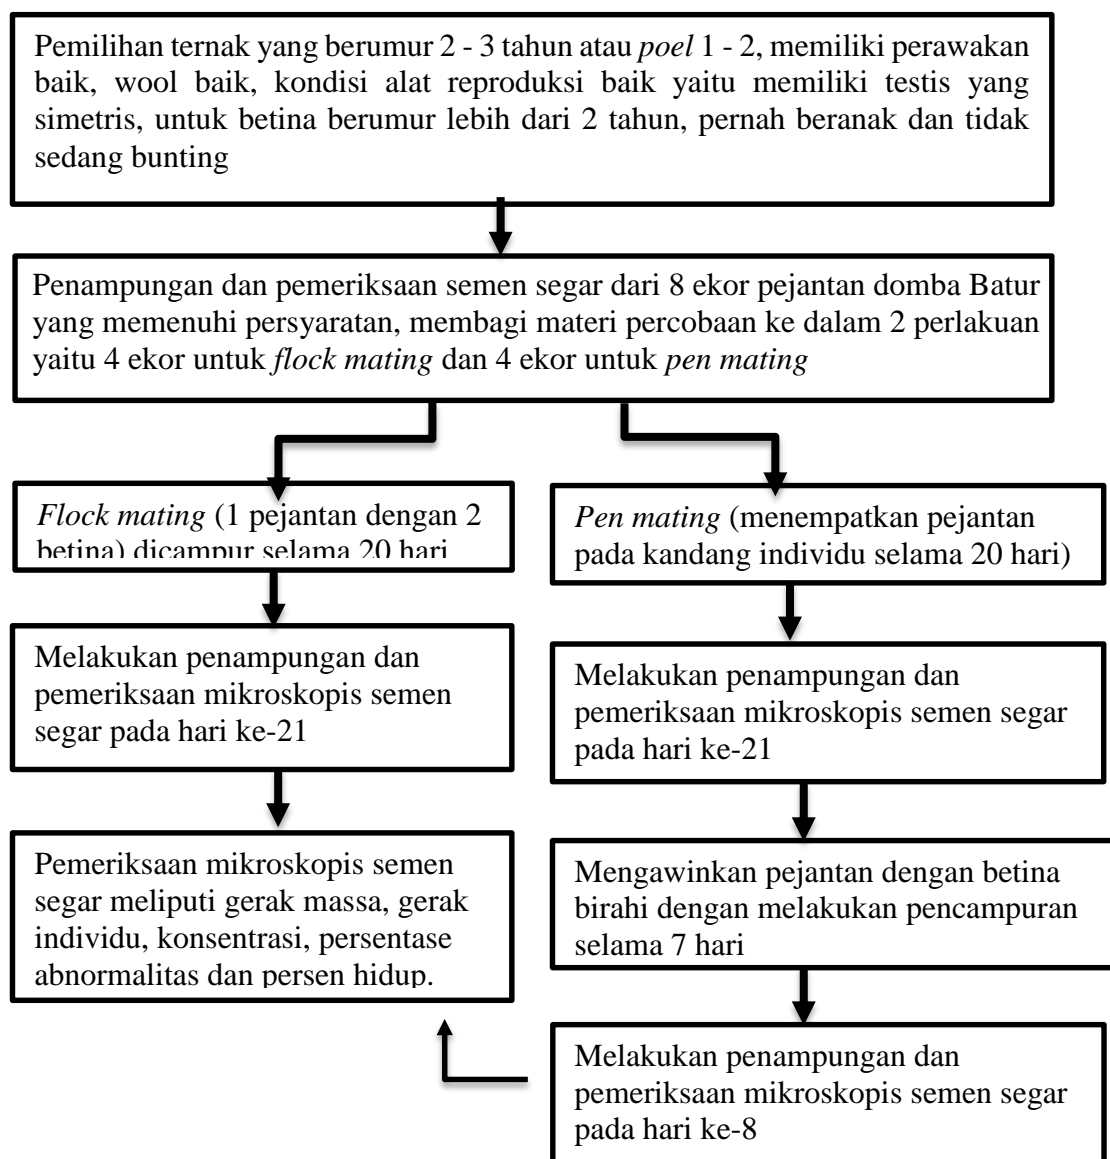 Pemilihan ternak yang berumur 2 - 3 tahun atau poel 1 - 2, memiliki perawakan
baik, wool baik, kondisi alat reproduksi baik yaitu memiliki testis yang
simetris, untuk betina berumur lebih dari 2 tahun, pernah beranak dan tidak
sedang bunting
Penampungan dan pemeriksaan semen segar dari 8 ekor pejantan domba Batur
yang memenuhi persyaratan, membagi materi percobaan ke dalam 2 perlakuan
yaitu 4 ekor untuk flock mating dan 4 ekor untuk pen mating
Flock mating (1 pejantan dengan 2
betina) dicampur selama 20 hari
Melakukan penampungan dan
pemeriksaan mikroskopis semen
segar pada hari ke-21
Pemeriksaan mikroskopis semen
segar meliputi gerak massa, gerak
individu, konsentrasi, persentase
abnormalitas dan persen hidup.
Pen mating (menempatkan pejantan
pada kandang individu selama 20 hari)
Melakukan penampungan dan
pemeriksaan mikroskopis semen segar
pada hari ke-21
Mengawinkan pejantan dengan betina
birahi dengan melakukan pencampuran
selama 7 hari
Melakukan penampungan dan
pemeriksaan mikroskopis semen segar
pada hari ke-8